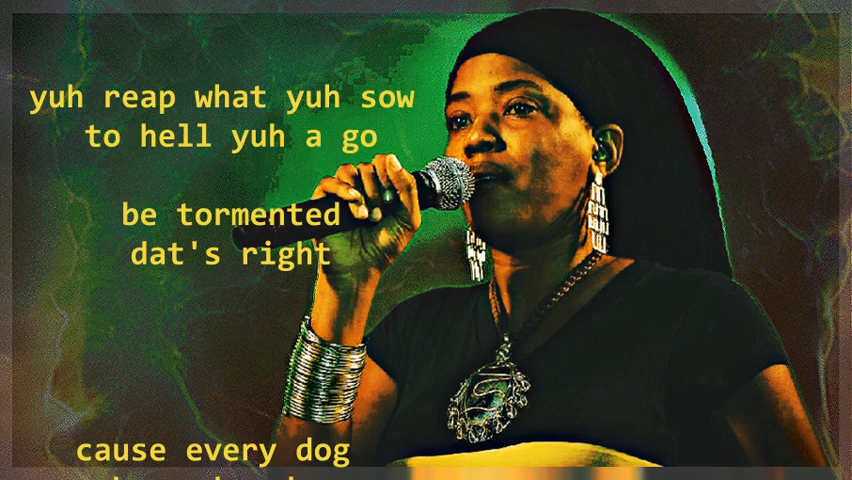 yuh reap what yuh sow
to hell yuh a go
be tormented
dat's right
cause every dog